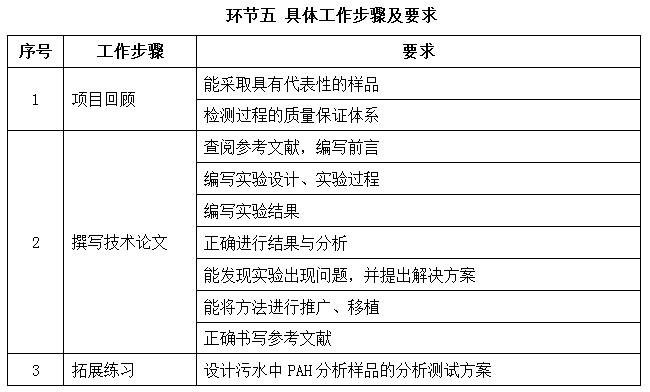 环节五 具体工作步骤及要求
序号 工作步骤 要求
1 项目回顾 能采取具有代表性的样品
检测过程的质量保证体系
2 撰写技术论文 查阅参考文献，编写前言
编写实验设计、实验过程
编写实验结果
正确进行结果与分析
能发现实验出现问题，并提出解决方案
能将方法进行推广、移植
正确书写参考文献
3 拓展练习 设计污水中 PAH 分析样品的分析测试方案